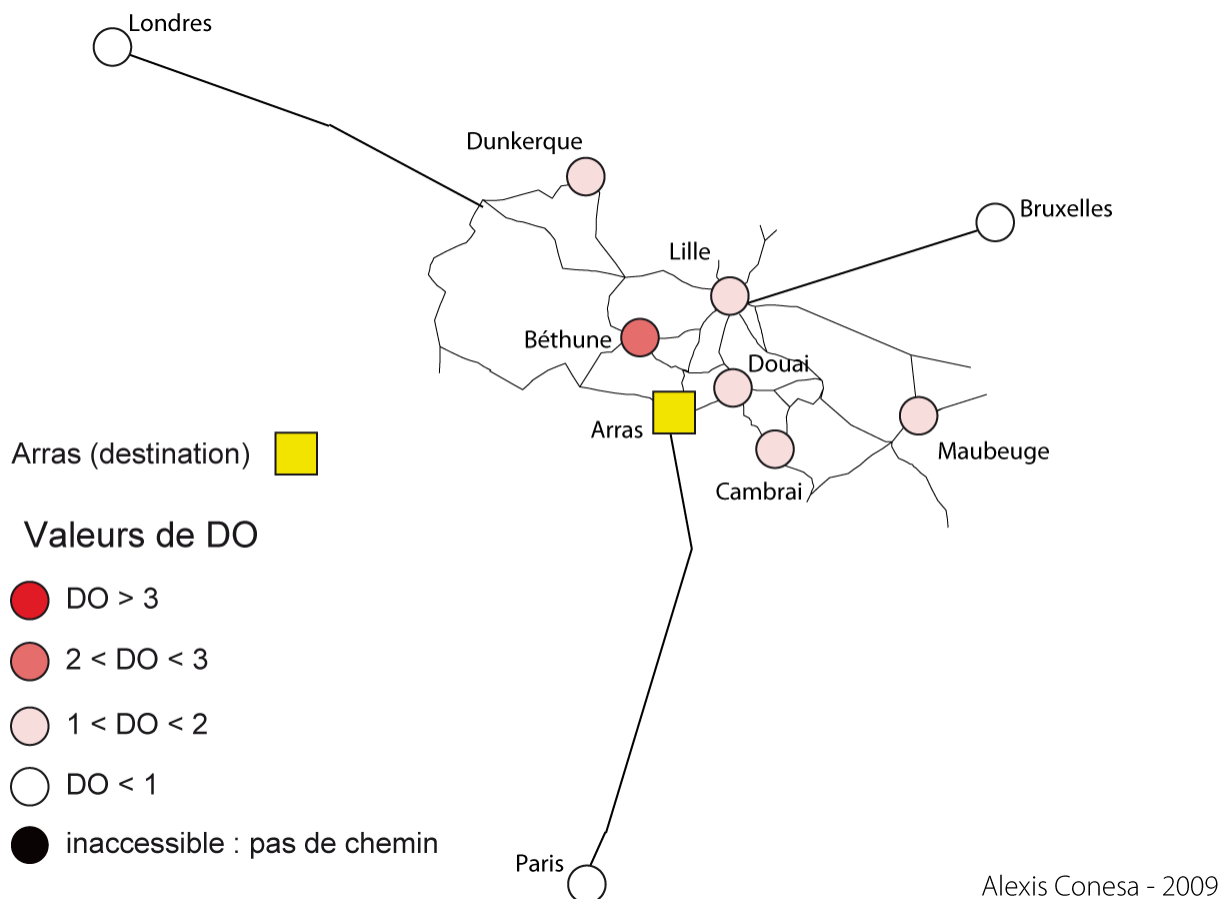 Londres
Dunkerque
Bruxelles
Lille
Béthune
Douai
Arras
Maubeuge
Cambrai
Arras (destination)
Valeurs de DO
DO > 3
2 < DO < 3
1 < DO < 2
DO < 1
inaccessible : pas de chemin
Paris
Alexis Conesa - 2009